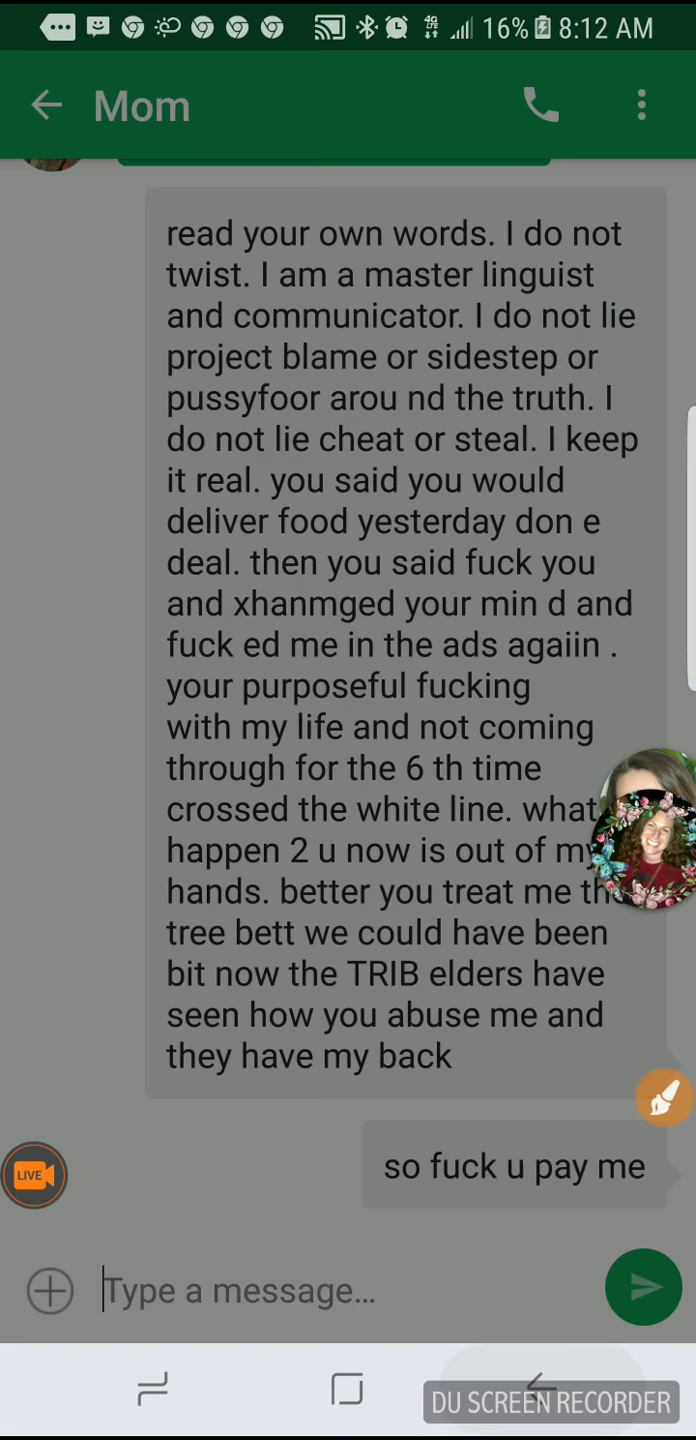 4G
LTE
16%
8:12 AM
Mom
read your own words. I do not
twist. I am a master linguist
and communicator. I do not lie
project blame or sidestep or
pussyfoor arou nd the truth. I
do not lie cheat or steal. I keep
it real. you said you would
deliver food yesterday don e
deal. then you said fuck you
and xhanmged your min d and
fuck ed me in the ads agaiin .
your purposeful fucking
with my life and not coming
through for the 6 th time
crossed the white line. what
happen 2 u now is out of my
hands. better you treat me
tree bett we could have been
bit now the TRIB elders have
seen how you abuse me and
they have my back
so fuck u pay me
LIVE
Type a message...
DU SCREEN RECORDER